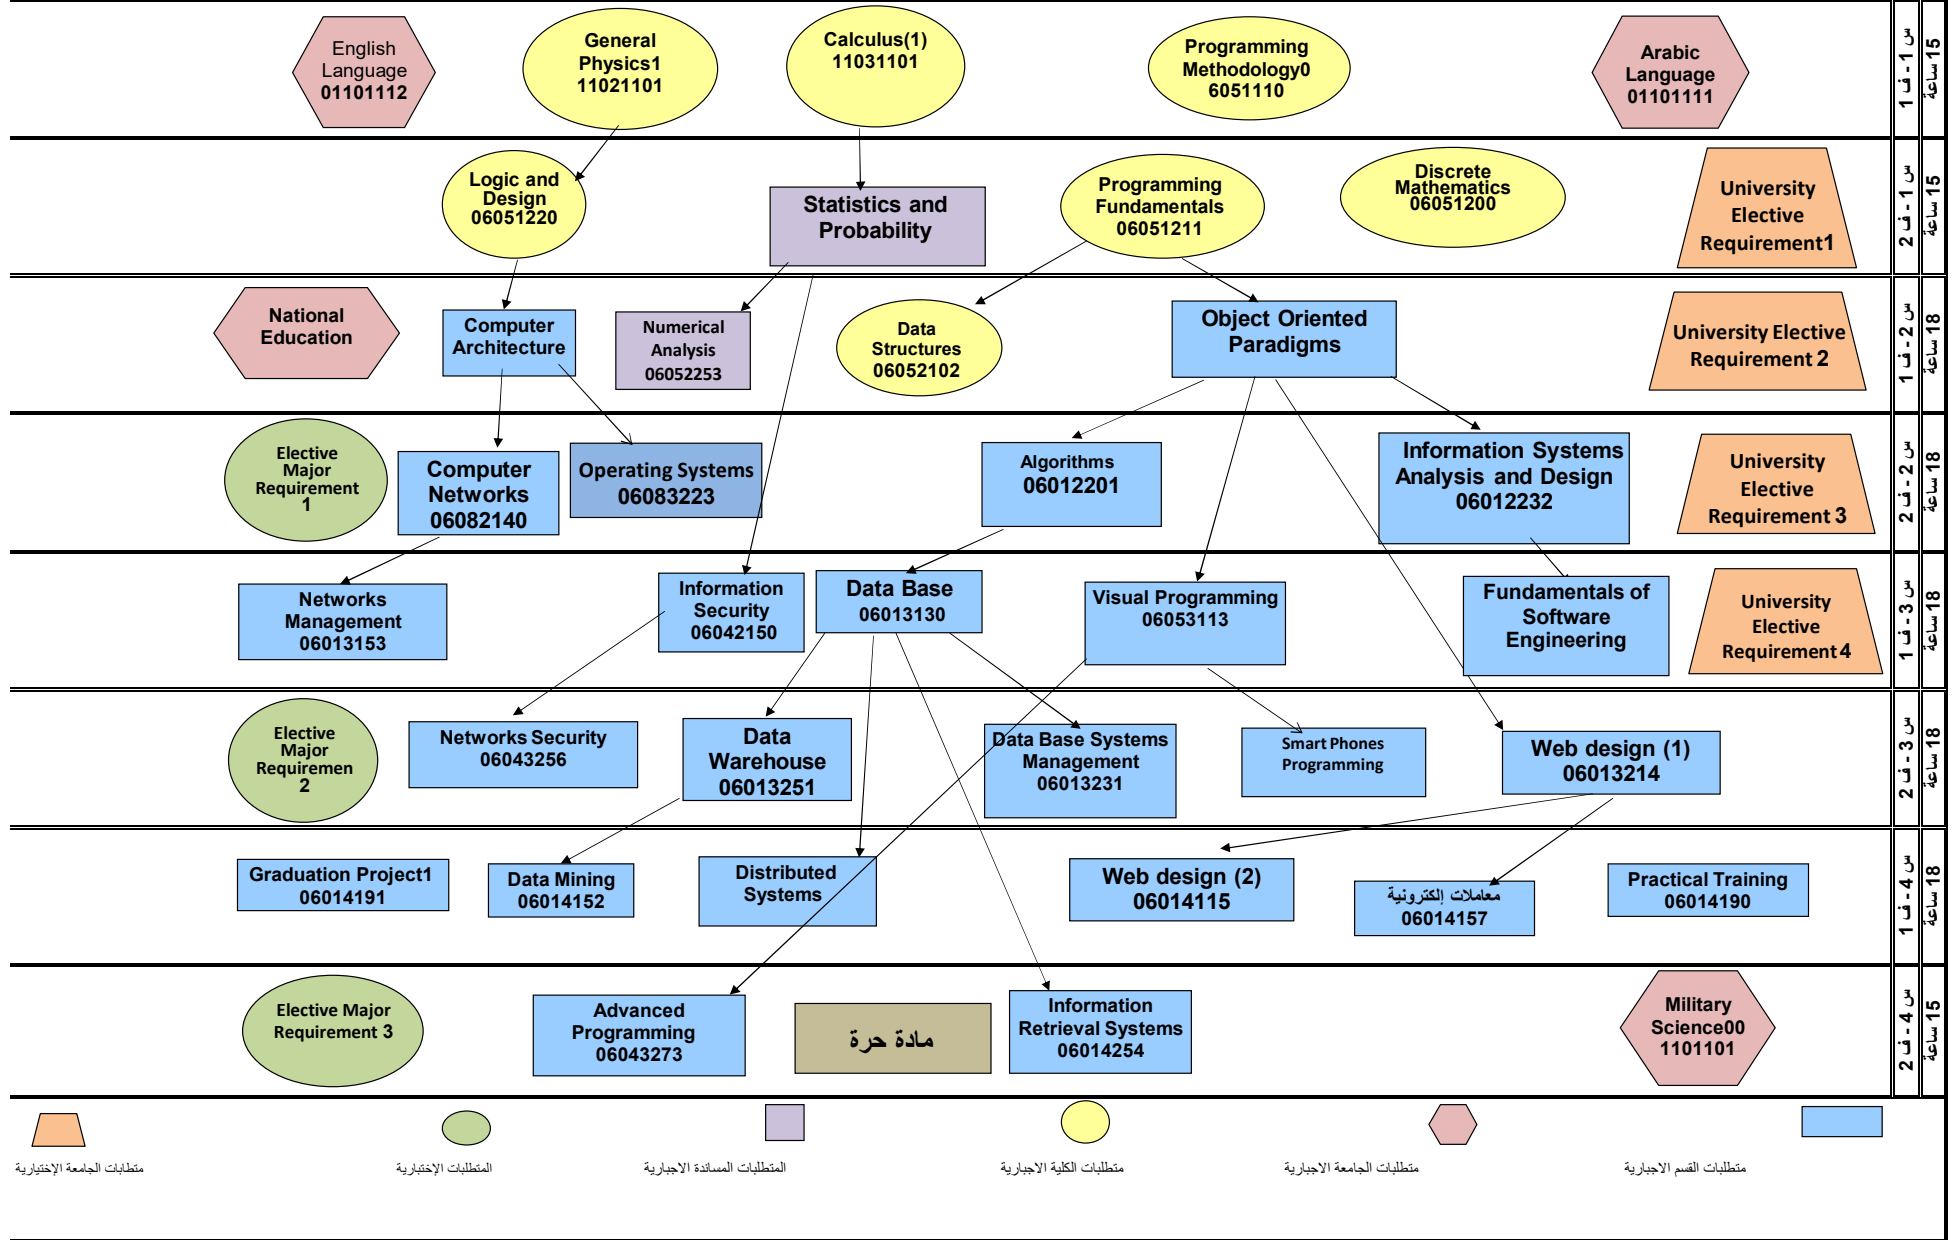 English
Language
01101112
General
Physics1
11021101
Calculus(1)
11031101
Programming
Methodology0
6051110
Arabic
Language
01101111
س 1 - ف 1
15 ساعة
Logic and
Design
06051220
Statistics and
Probability
Programming
Fundamentals
06051211
Discrete
Mathematics
06051200
University
Elective
Requirement1
س 1 - ف 2
15 ساعة
National
Education
Computer
Architecture
Numerical
Analysis
06052253
Data
Structures
06052102
Object Oriented
Paradigms
University Elective
Requirement 2
س 2 - ف 1
18 ساعة
Elective
Major
Requirement
1
Computer
Networks
06082140
Operating Systems
06083223
Algorithms
06012201
Information Systems
Analysis and Design
06012232
University
Elective
Requirement 3
س 2 - ف 2
18 ساعة
Networks
Management
06013153
Information
Security
06042150
Data Base
06013130
Visual Programming
06053113
Fundamentals of
Software
Engineering
University
Elective
Requirement 4
س 3 - ف 1
18 ساعة
Elective
Major
Requiremen
2
Networks Security
06043256
Data
Warehouse
06013251
Data Base Systems
Management
06013231
Smart Phones
Programming
Web design (1)
06013214
س 3 - ف 2
18 ساعة
Graduation Project1
06014191
Data Mining
06014152
Distributed
Systems
Web design (2)
06014115
معاملات إلكترونية
06014157
Practical Training
06014190
س 4 - ف 1
18 ساعة
Elective Major
Requirement 3
Advanced
Programming
06043273
مادة حرة
Information
Retrieval Systems
06014254
Military
Science00
1101101
س 4 - ف 2
15 ساعة
متطلبات القسم الاجبارية
متطلبات الجامعة الاجبارية
متطلبات الكلية الاجبارية
المتطلبات المساندة الاجبارية
المتطلبات الإختيارية
متطلبات الجامعة الإختيارية